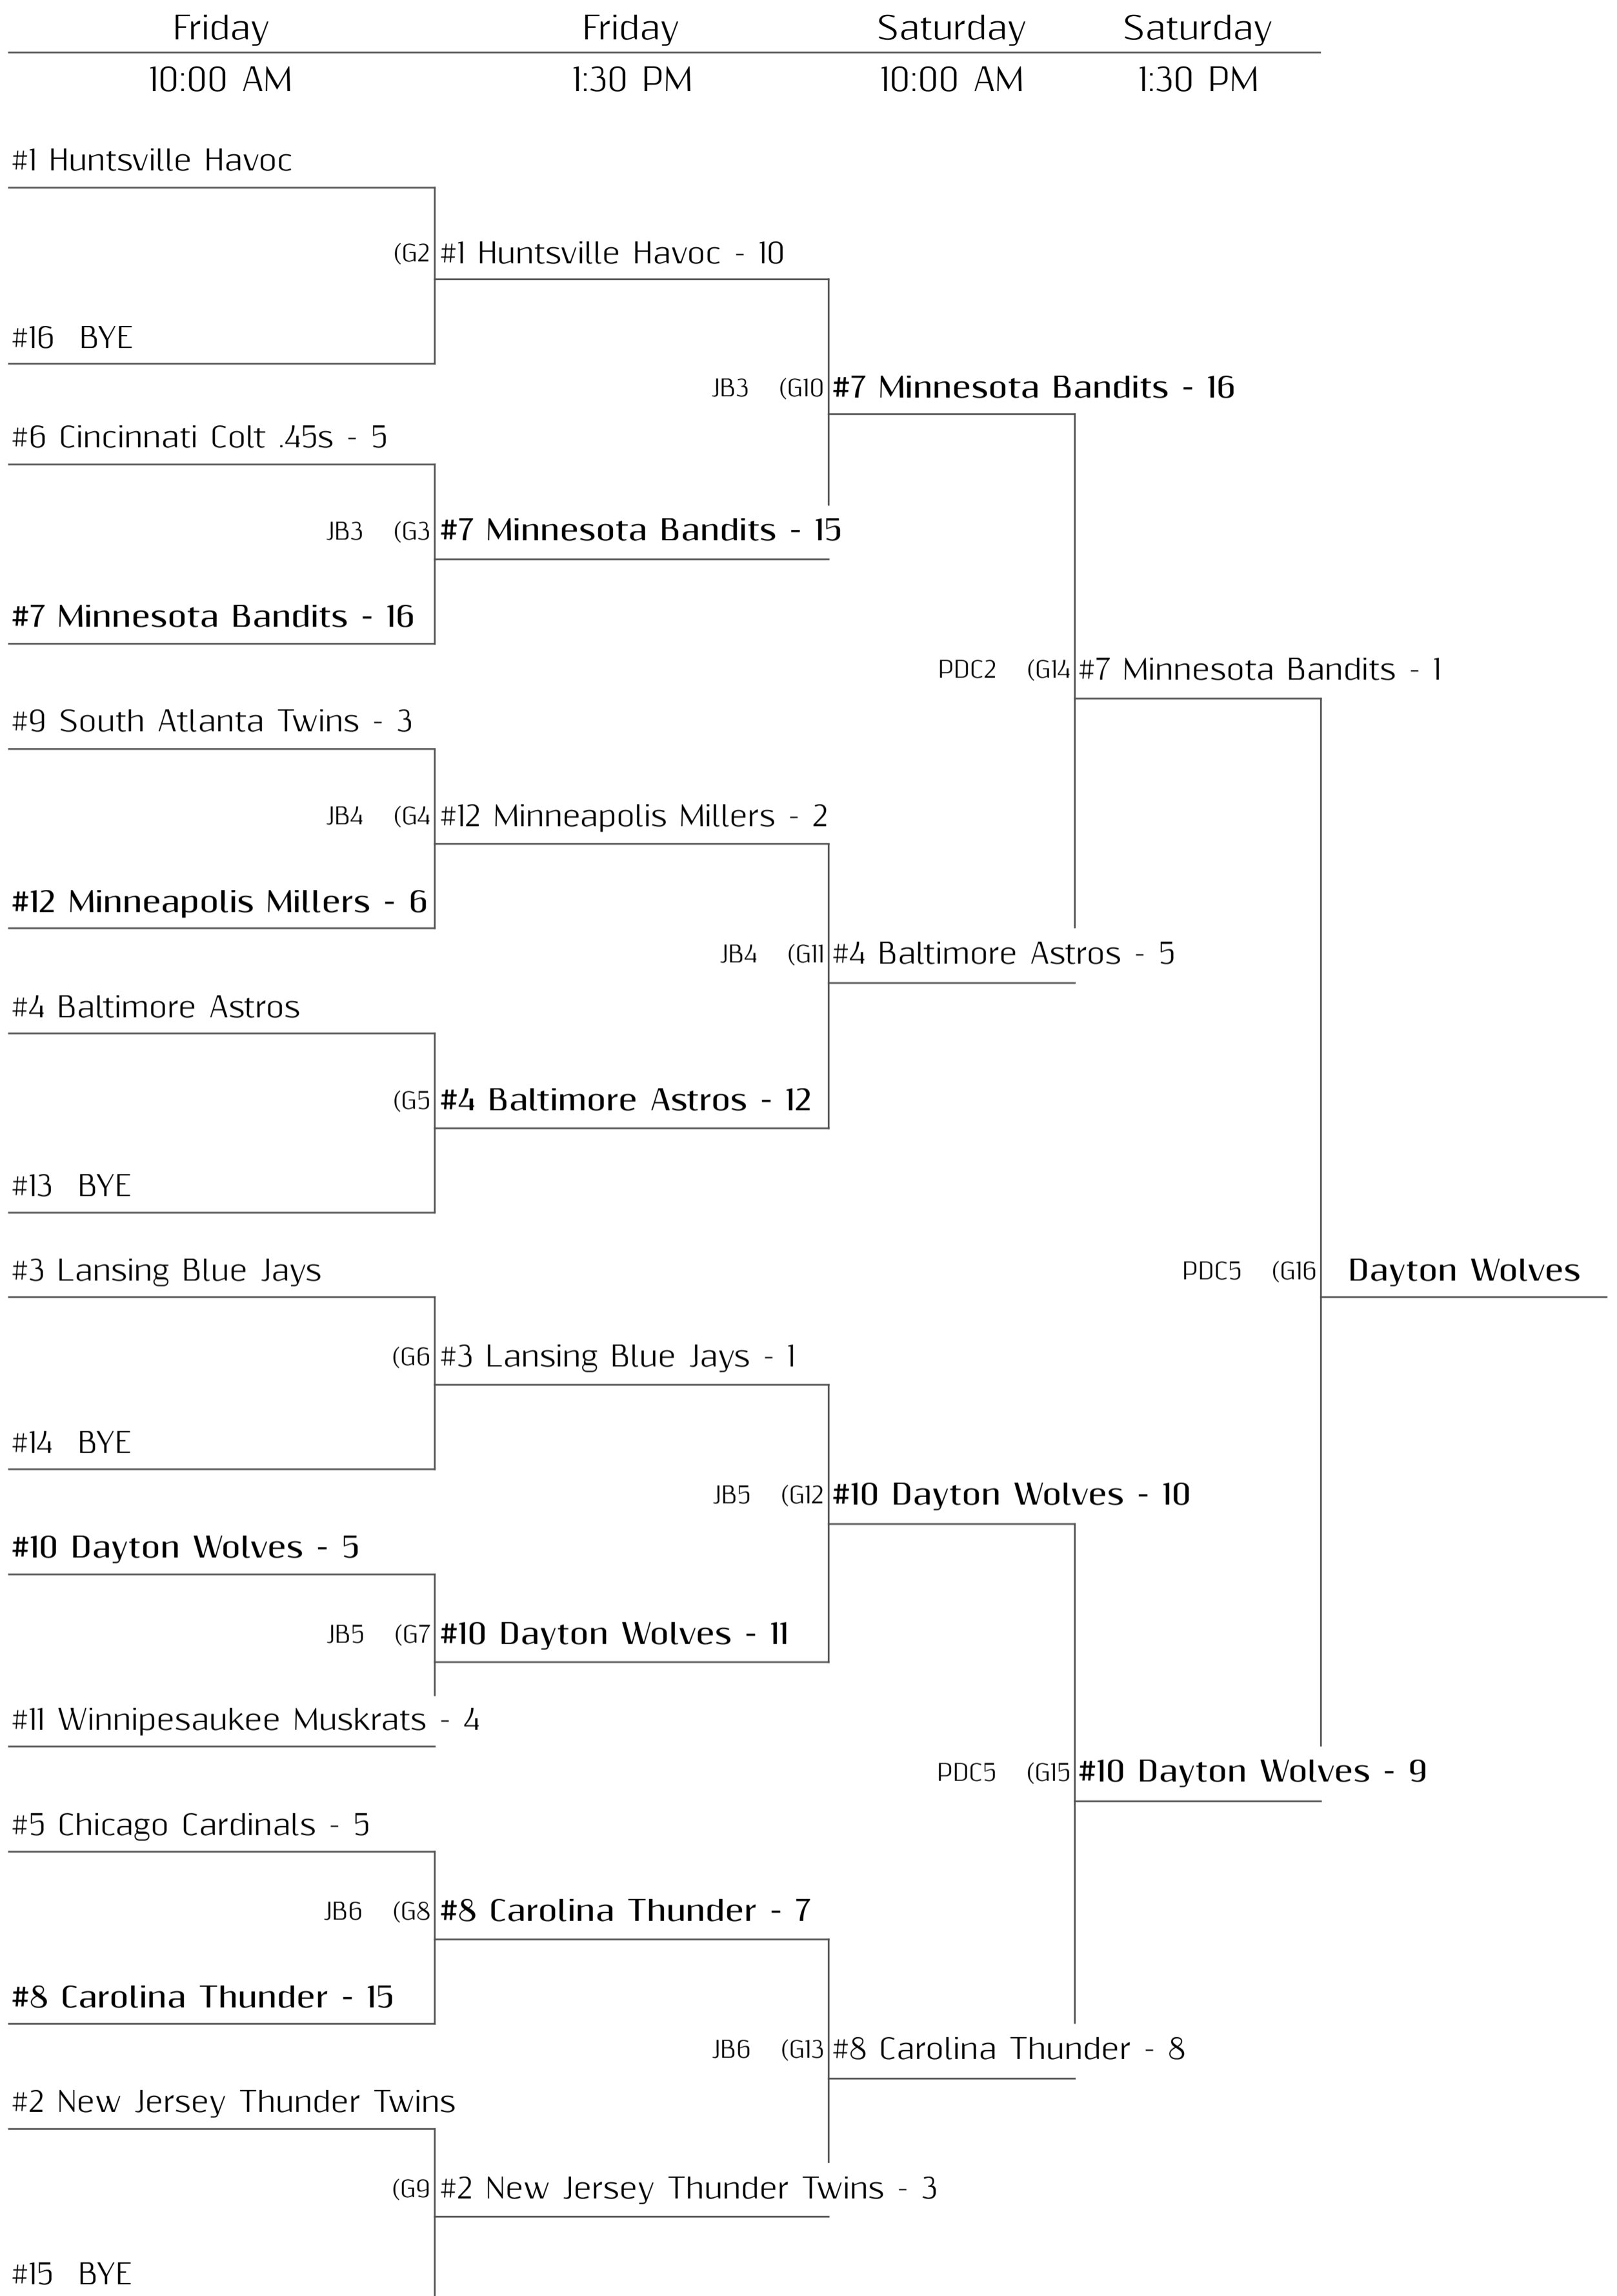 Friday Friday Saturday Saturday
10:00 AM 1:30 PM 10:00 AM 1:30 PM
#1 Huntsville Havoc
(G2 #1 Huntsville Havoc - 10
#16 BYE
JB3 (G10 #7 Minnesota Bandits - 16
#6 Cincinnati Colt .45s - 5
JB3 (G3 #7 Minnesota Bandits - 15
#7 Minnesota Bandits - 16
PDC2 (G14 #7 Minnesota Bandits - 1
#9 South Atlanta Twins - 3
JB4 (G4 #12 Minneapolis Millers - 2
#12 Minneapolis Millers - 6
JB4 (G11 #4 Baltimore Astros - 5
#4 Baltimore Astros
(G5 #4 Baltimore Astros - 12
#13 BYE
#3 Lansing Blue Jays
PDC5 (G16 Dayton Wolves
(G6 #3 Lansing Blue Jays - 1
#14 BYE
JB5 (G12 #10 Dayton Wolves - 10
#10 Dayton Wolves - 5
JB5 (G7 #10 Dayton Wolves - 11
#11 Winnipesaukee Muskrats - 4
PDC5 (G15 #10 Dayton Wolves - 9
#5 Chicago Cardinals - 5
JB6 (G8 #8 Carolina Thunder - 7
#8 Carolina Thunder - 15
JB6 (G13 #8 Carolina Thunder - 8
#2 New Jersey Thunder Twins
(G9 #2 New Jersey Thunder Twins - 3
#15 BYE